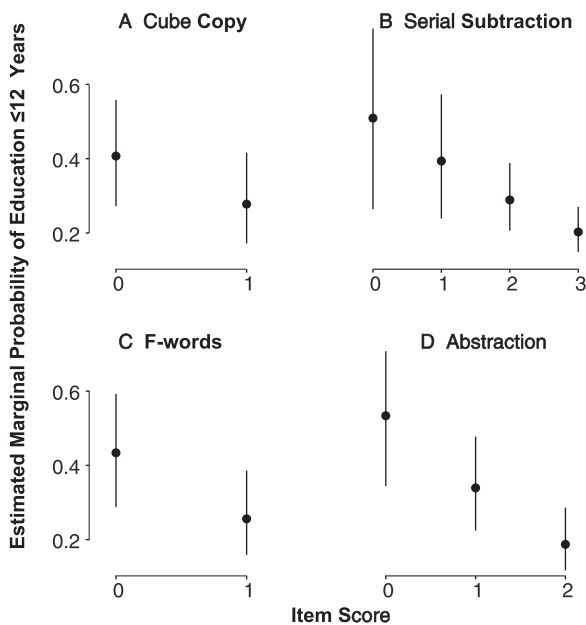 A Cube Copy
B Serial Subtraction
Estimated Marginal Probability of Education ≤12 Years
0.6
0.4
0.2
0
1
0
1
2
3
C F-words
D Abstraction
0.6
0.4
0.2
0
1
0
1
2
Item Score